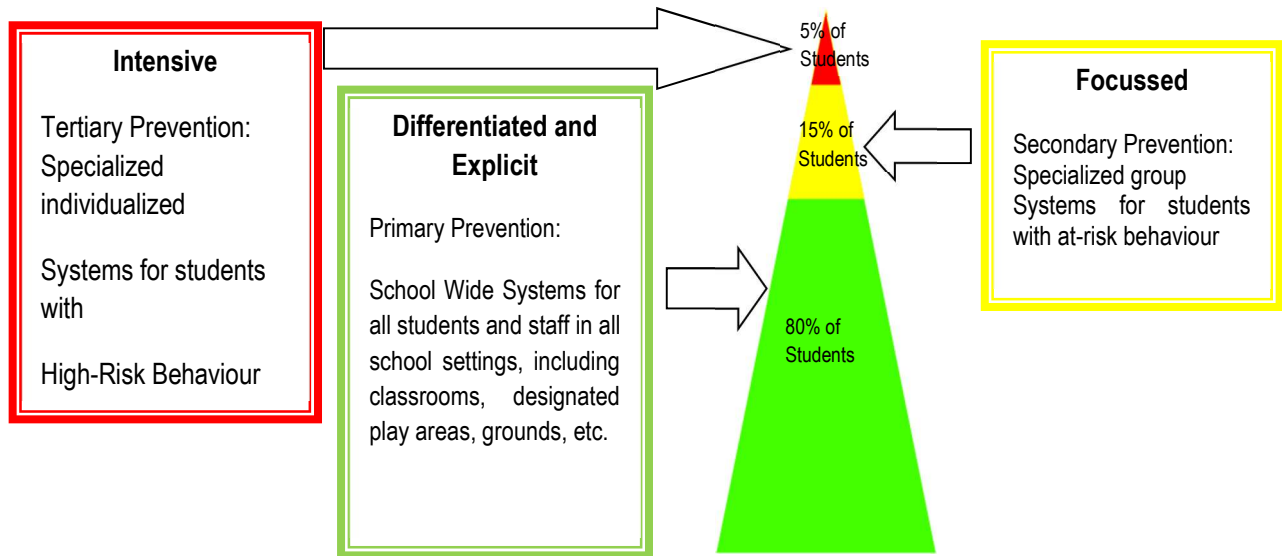 Intensive
Tertiary Prevention:
Specialized
individualized
Systems for students
with
High-Risk Behaviour
Differentiated and
Explicit
Primary Prevention:
School Wide Systems for
all students and staff in all
school settings, including
classrooms, designated
play areas, grounds, etc.
5% of
Students
15% of
Students
80% of
Students
Focussed
Secondary Prevention:
Specialized group
Systems for students
with at-risk behaviour